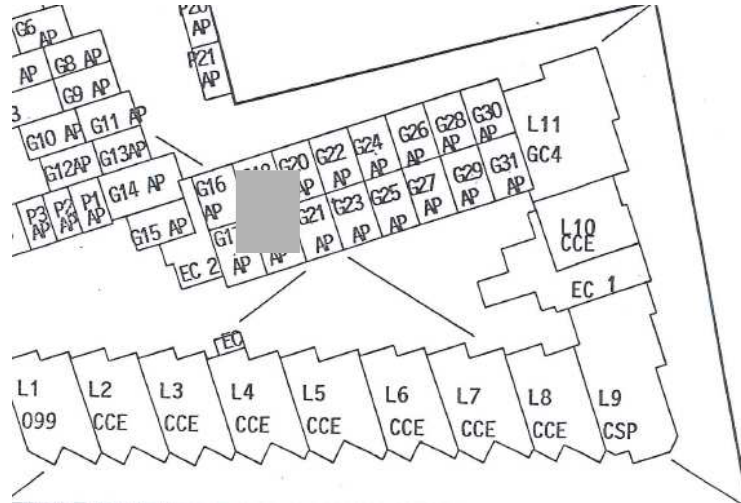 P20
AP
P21
AP
G6
AP
AP
G8 AP
G9 AP
G10 AP
G11 AP
G12AP
G13AP
P3
AP
P2
AP
P1
AP
G14 AP
G15 AP
G16
AP
AP
EC 2
G20
AP
G22
AP
G24
AP
G26
AP
G28
AP
G30
AP
G21
AP
G23
AP
G25
AP
G27
AP
G29
AP
G31
AP
L11
GC4
L10
CCE
EC 1
EC
L1
099
L2
CCE
L3
CCE
L4
CCE
L5
CCE
L6
CCE
L7
CCE
L8
CCE
L9
CSP